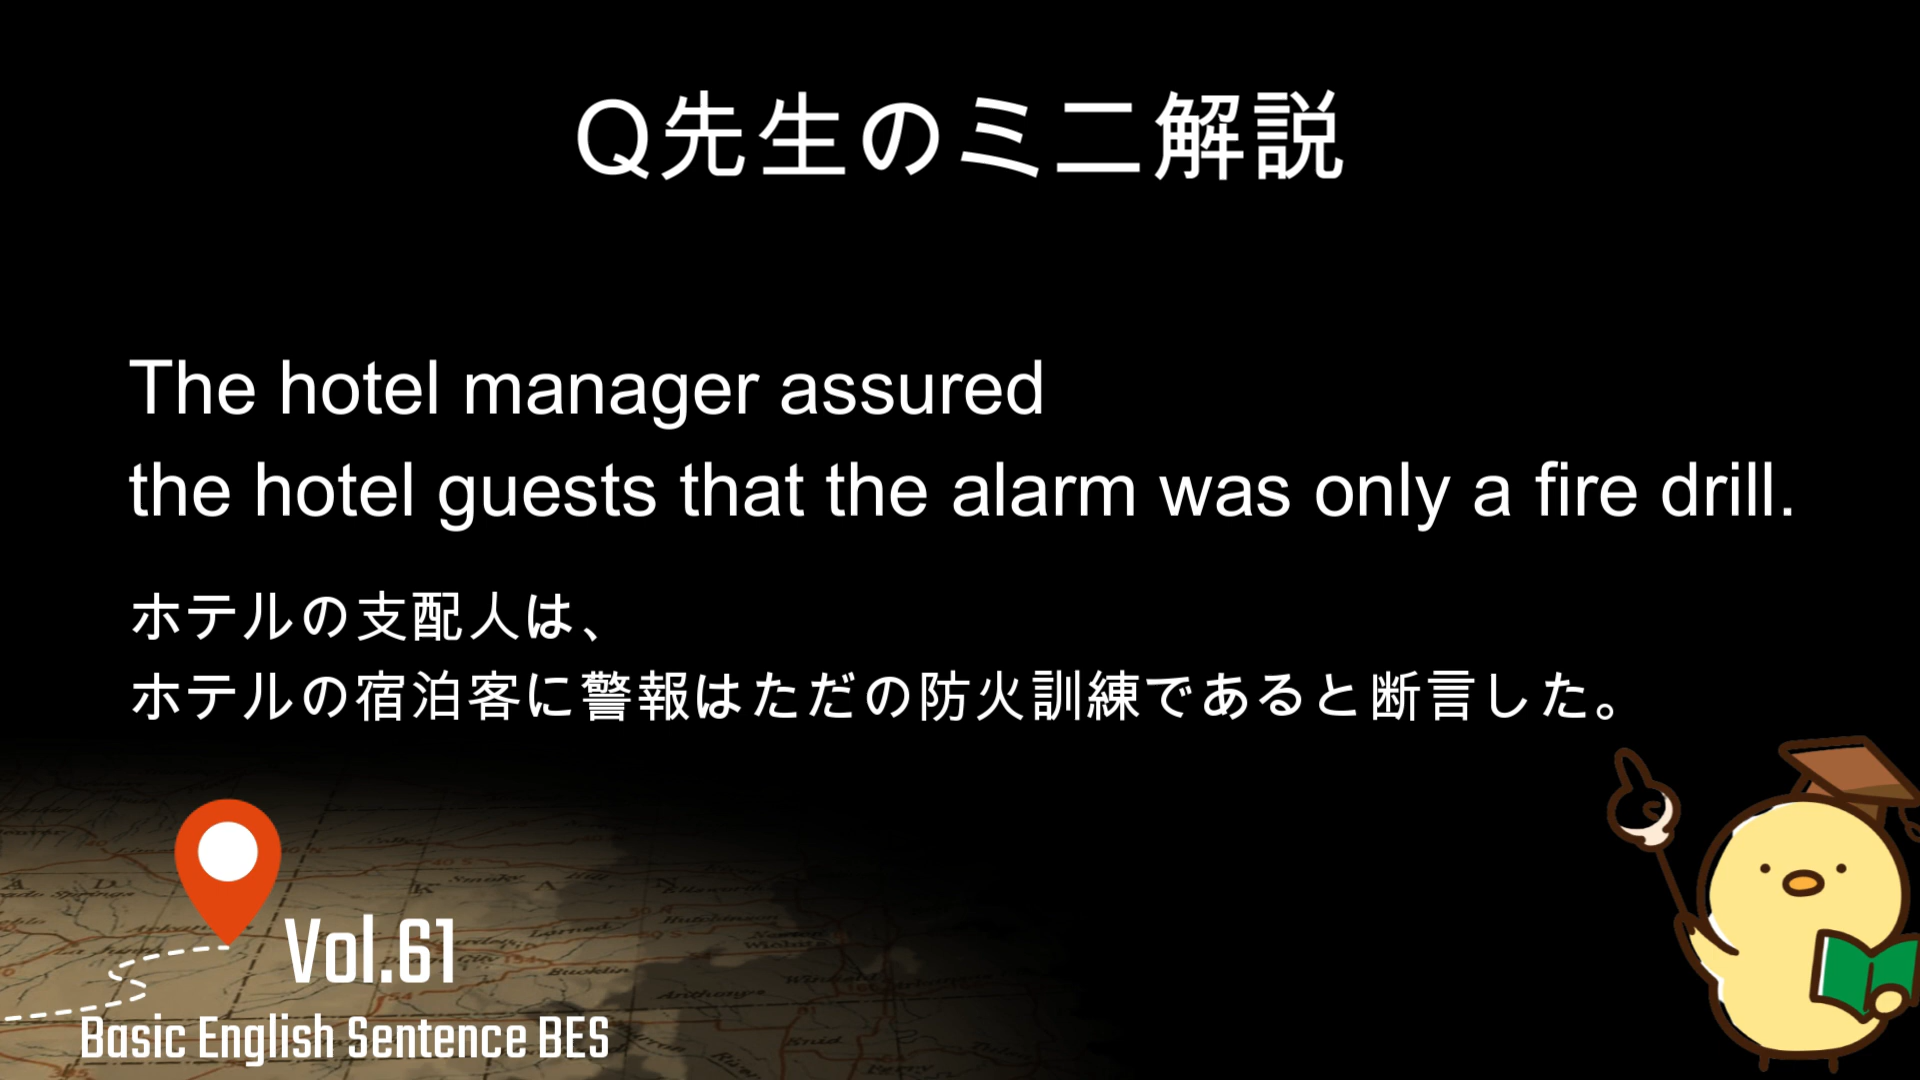 Q先生のミニ解説
The hotel manager assured
the hotel guests that the alarm was only a fire drill.
ホテルの支配人は、
ホテルの宿泊客に警報はただの防火訓練であると断言した。
Vol.61
Basic English Sentence BES